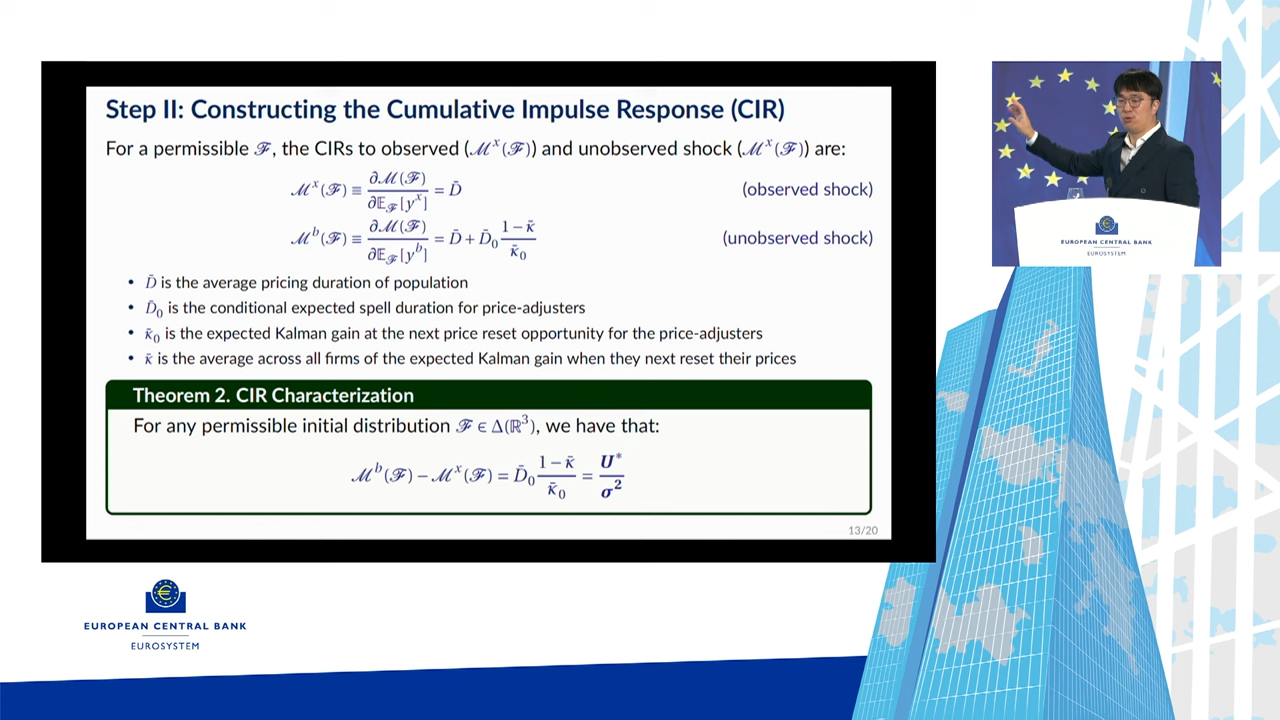 Step II: Constructing the Cumulative Impulse Response (CIR)
For a permissible ℱ, the CIRs to observed (ℳˣ(ℱ)) and unobserved shock (ℳˣ(ℱ)) are:
ℳˣ(ℱ) ≡ ∂ℳ(ℱ)/∂𝔼_ℱ[yˣ] = D̄ (observed shock)
ℳᵇ(ℱ) ≡ ∂ℳ(ℱ)/∂𝔼_ℱ[yᵇ] = D̄ + D̄₀ (1 − κ̄)/κ̄₀ (unobserved shock)
• D̄ is the average pricing duration of population
• D̄₀ is the conditional expected spell duration for price-adjusters
• κ̄₀ is the expected Kalman gain at the next price reset opportunity for the price-adjusters
• κ̄ is the average across all firms of the expected Kalman gain when they next reset their prices
Theorem 2. CIR Characterization
For any permissible initial distribution ℱ ∈ Δ(ℝ³), we have that:
ℳᵇ(ℱ) − ℳˣ(ℱ) = D̄₀ (1 − κ̄)/κ̄₀ = U*/σ²
13/20
EUROPEAN CENTRAL BANK
EUROSYSTEM
EUROPEAN CENTRAL BANK
EUROSYSTEM